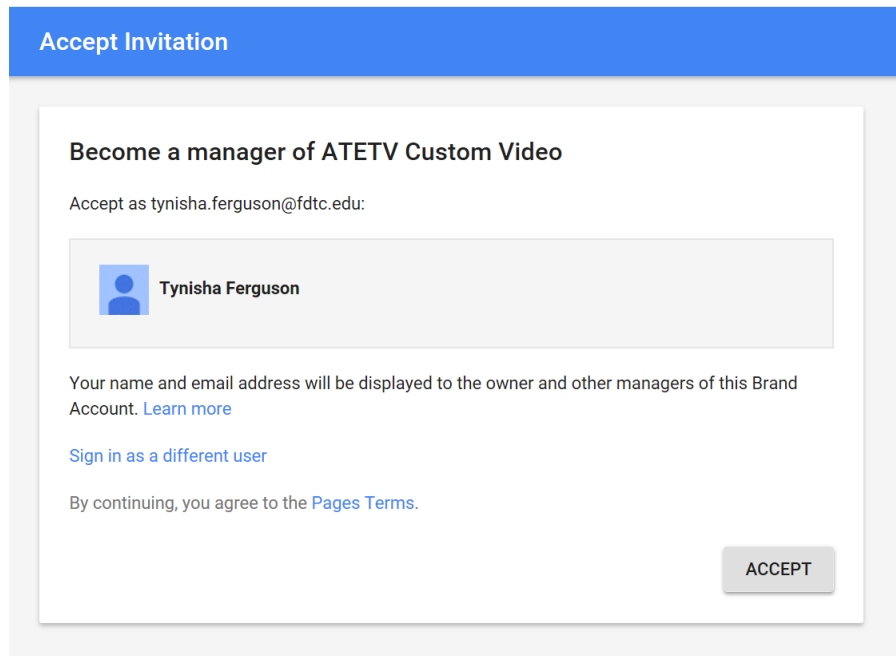 Accept Invitation
Become a manager of ATETV Custom Video
Accept as tynisha.ferguson@fdtc.edu:
Tynisha Ferguson
Your name and email address will be displayed to the owner and other managers of this Brand
Account. Learn more
Sign in as a different user
By continuing, you agree to the Pages Terms.
ACCEPT